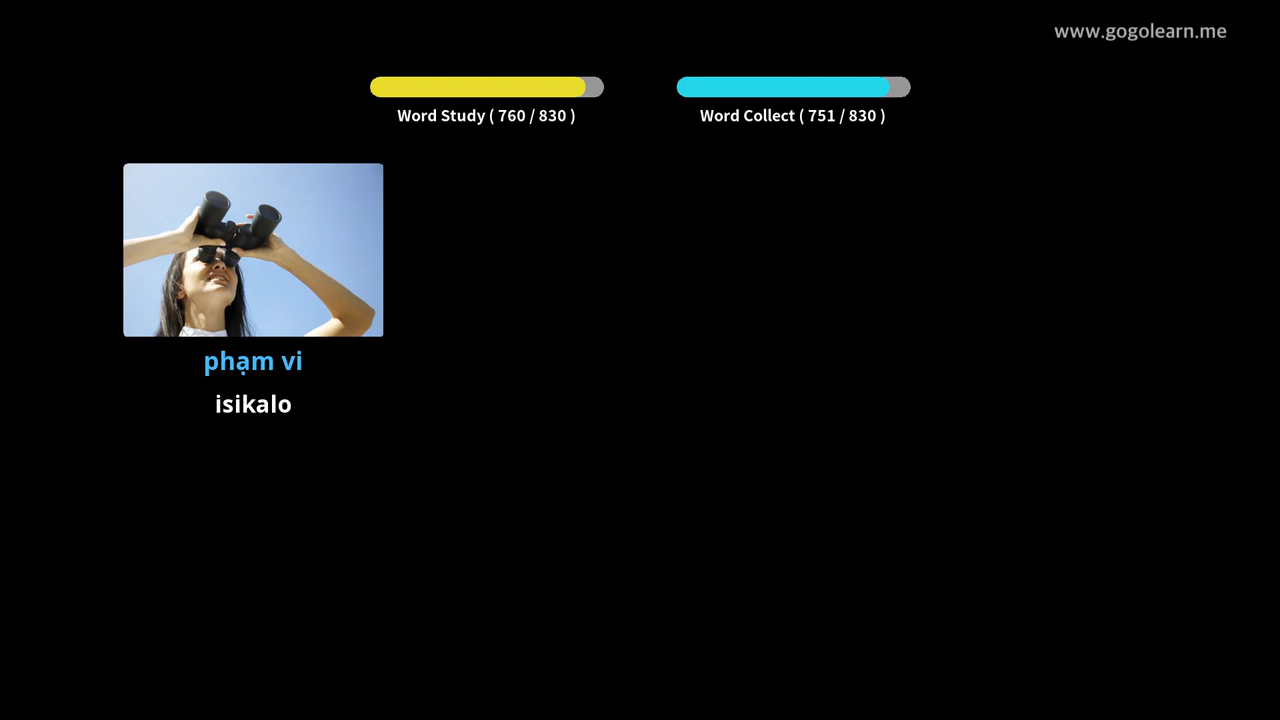 www.gogolearn.me
Word Study ( 760 / 830 )
Word Collect ( 751 / 830 )
phạm vi
isikalo